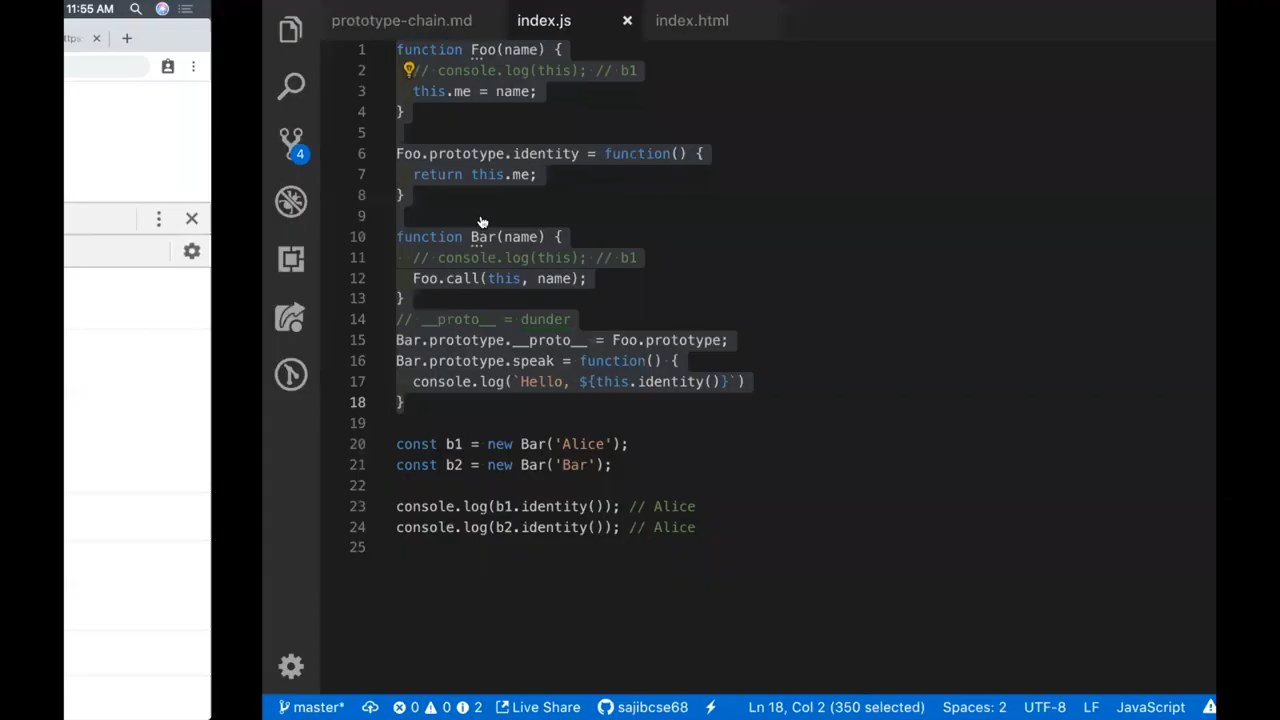 11:55 AM
ttps:
prototype-chain.md
index.js
index.html
4
1 function Foo(name) {
2 // console.log(this); // b1
3 this.me = name;
4 }
5
6 Foo.prototype.identity = function() {
7 return this.me;
8 }
9
10 function Bar(name) {
11 // console.log(this); // b1
12 Foo.call(this, name);
13 }
14 // __proto__ = dunder
15 Bar.prototype.__proto__ = Foo.prototype;
16 Bar.prototype.speak = function() {
17 console.log(`Hello, ${this.identity()}`)
18 }
19
20 const b1 = new Bar('Alice');
21 const b2 = new Bar('Bar');
22
23 console.log(b1.identity()); // Alice
24 console.log(b2.identity()); // Alice
25
master* 0 0 2 Live Share sajibcse68 Ln 18, Col 2 (350 selected) Spaces: 2 UTF-8 LF JavaScript